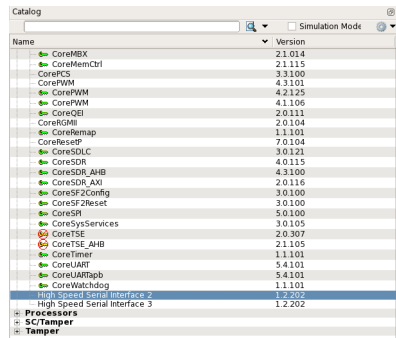 Catalog
Simulation Mode
Name Version
CoreMBX 2.1.014
CoreMemCtrl 2.1.115
CorePCS 3.3.100
CorePWM 4.3.101
CorePWM 4.2.125
CorePWM 4.1.106
CoreQEI 2.0.111
CoreRGMII 2.0.104
CoreRemap 1.1.101
CoreResetP 7.0.104
CoreSDLC 3.0.121
CoreSDR 4.0.115
CoreSDR_AHB 4.3.100
CoreSDR_AXI 2.0.116
CoreSF2Config 3.0.100
CoreSF2Reset 3.0.100
CoreSPI 5.0.100
CoreSysServices 3.0.105
CoreTSE 2.0.307
CoreTSE_AHB 2.1.105
CoreTimer 1.1.101
CoreUART 5.4.101
CoreUARTapb 5.4.101
CoreWatchdog 1.1.101
High Speed Serial Interface 2 1.2.202
High Speed Serial Interface 3 1.2.202
Processors
SC/Tamper
Tamper